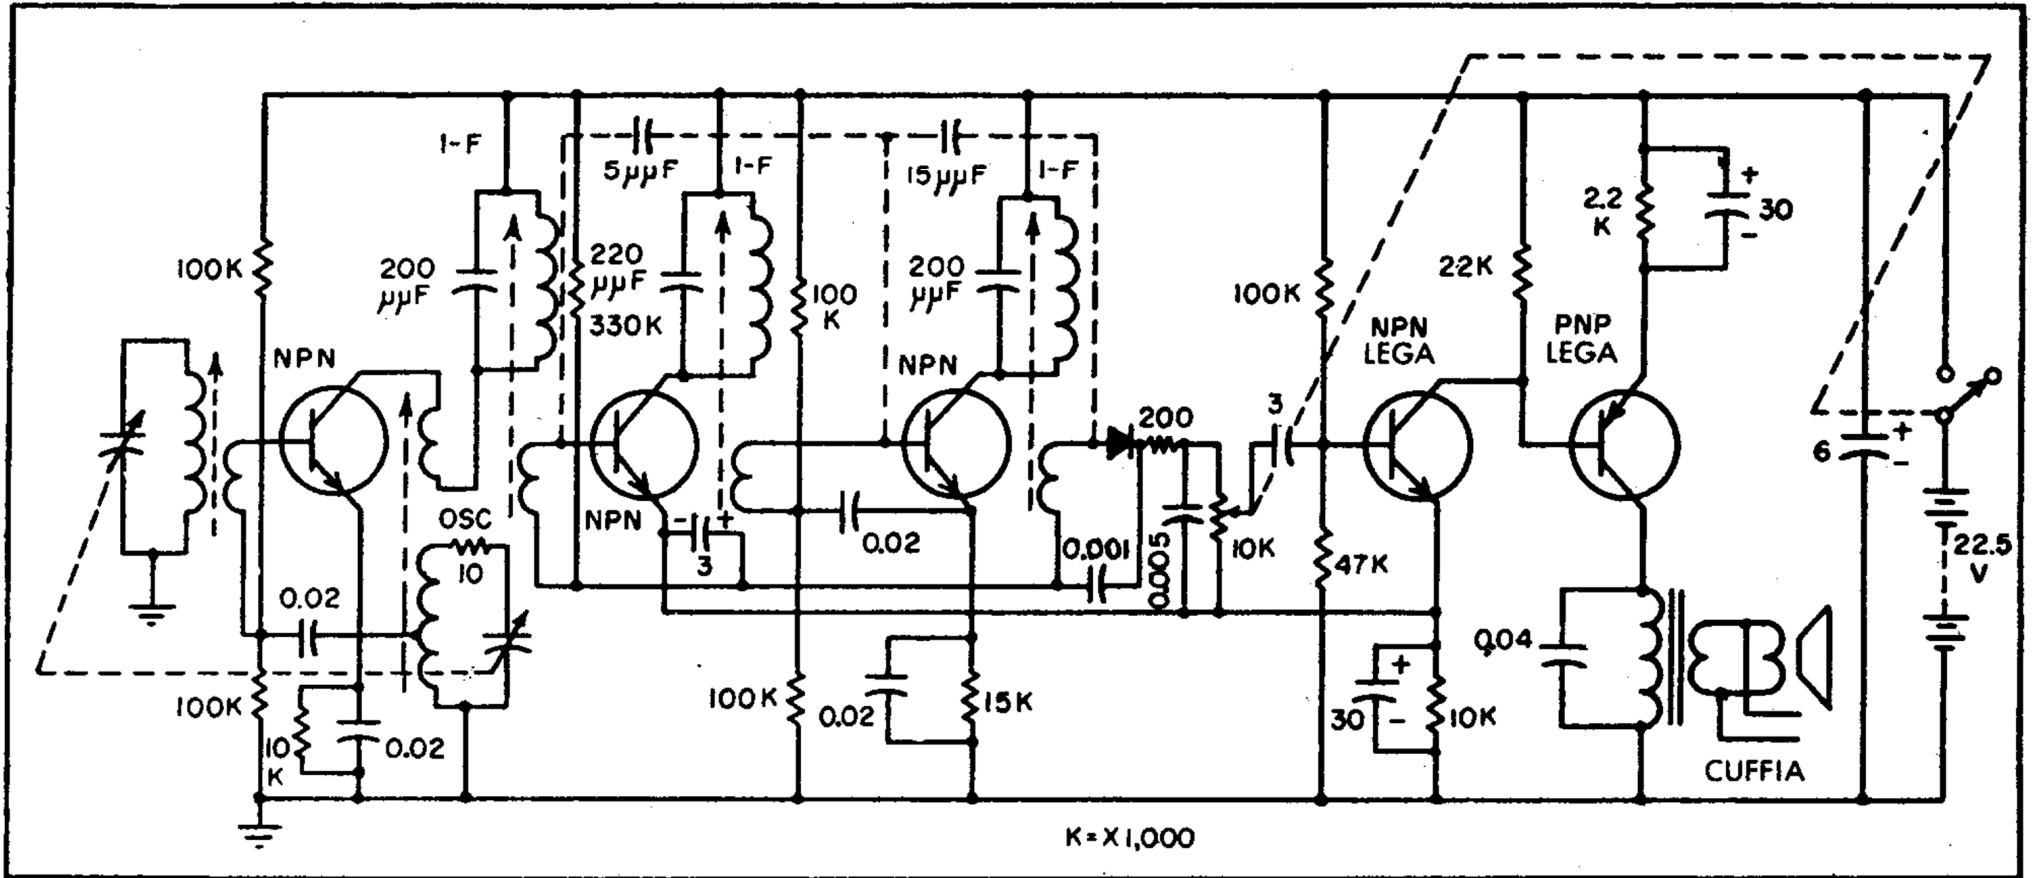 1-F
5μμF
1-F
15μμF
1-F
+
2.2
K
30
-
100K
200
μμF
220
μμF
330K
100
K
200
μμF
100K
22K
NPN
LEGA
PNP
LEGA
NPN
NPN
200
3
6
+
-
OSC
10
NPN
-
+
3
0.02
0.001
0.005
10K
47K
22.5
V
0.02
100K
10
K
0.02
100K
0.02
15K
+
30
-
10K
0.04
CUFFIA
K=X1,000